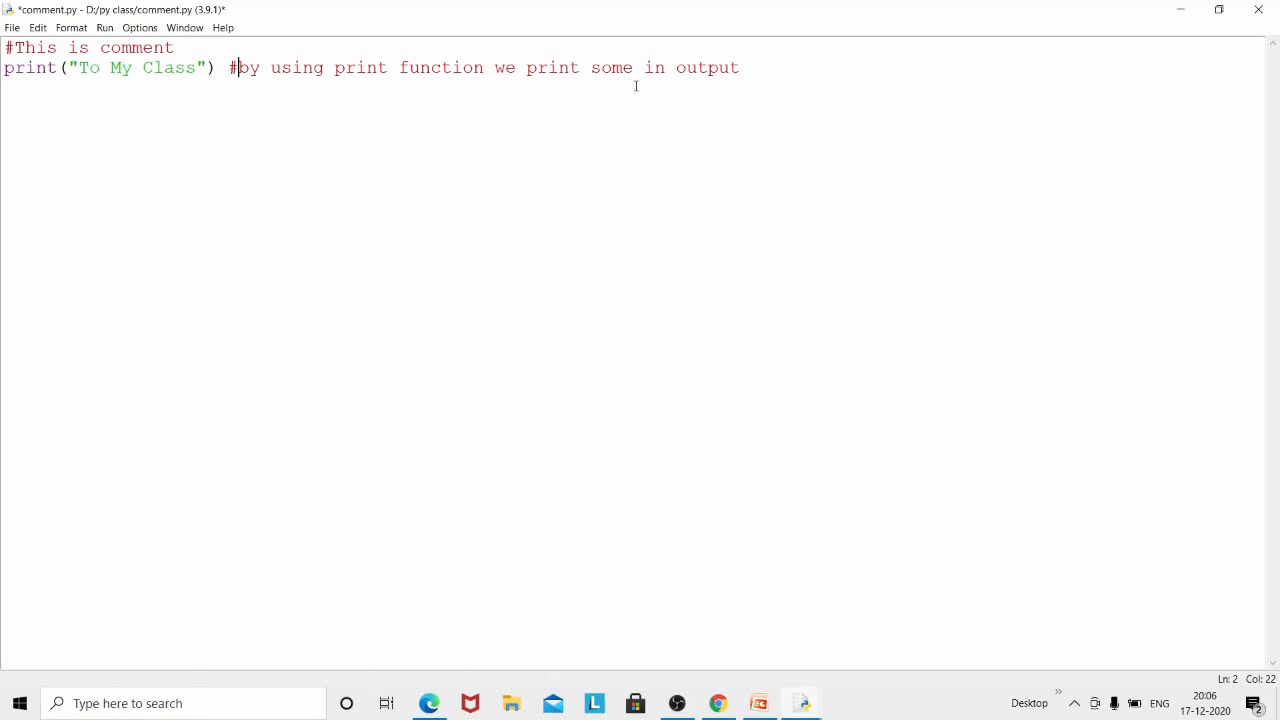 *comment.py - D:/py class/comment.py (3.9.1)*
File Edit Format Run Options Window Help
#This is comment
print("To My Class") #by using print function we print some in output
Ln: 2 Col: 22
Type here to search
L
Desktop
ENG
20:06
17-12-2020
2